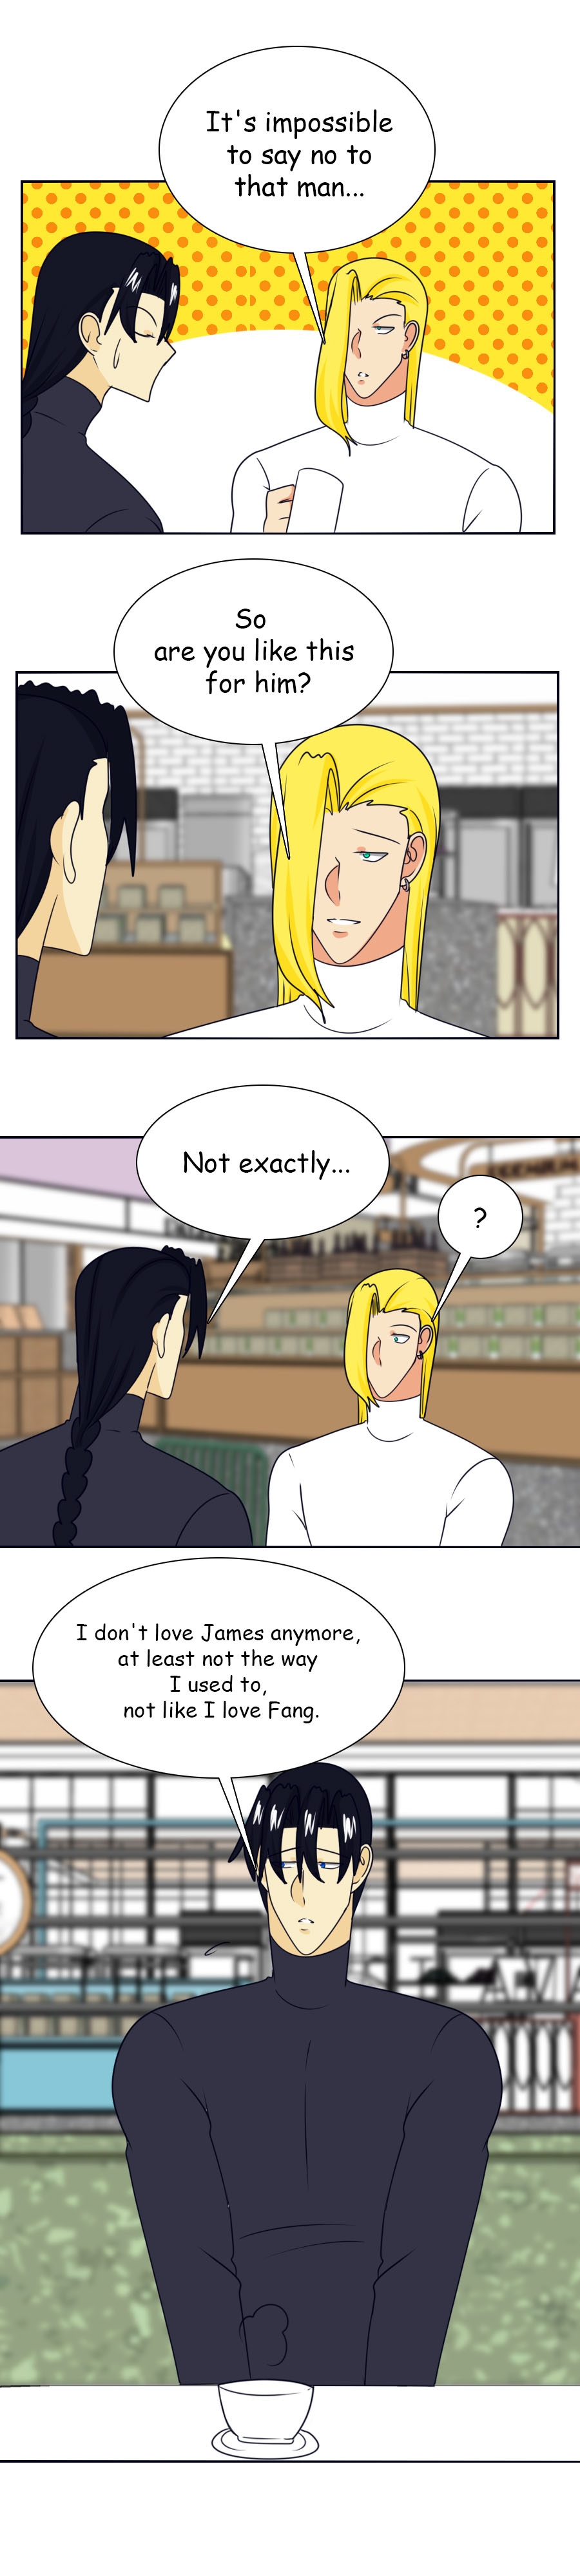 It's impossible
to say no to
that man...
So
are you like this
for him?
Not exactly...
?
I don't love James anymore,
at least not the way
I used to,
not like I love Fang.